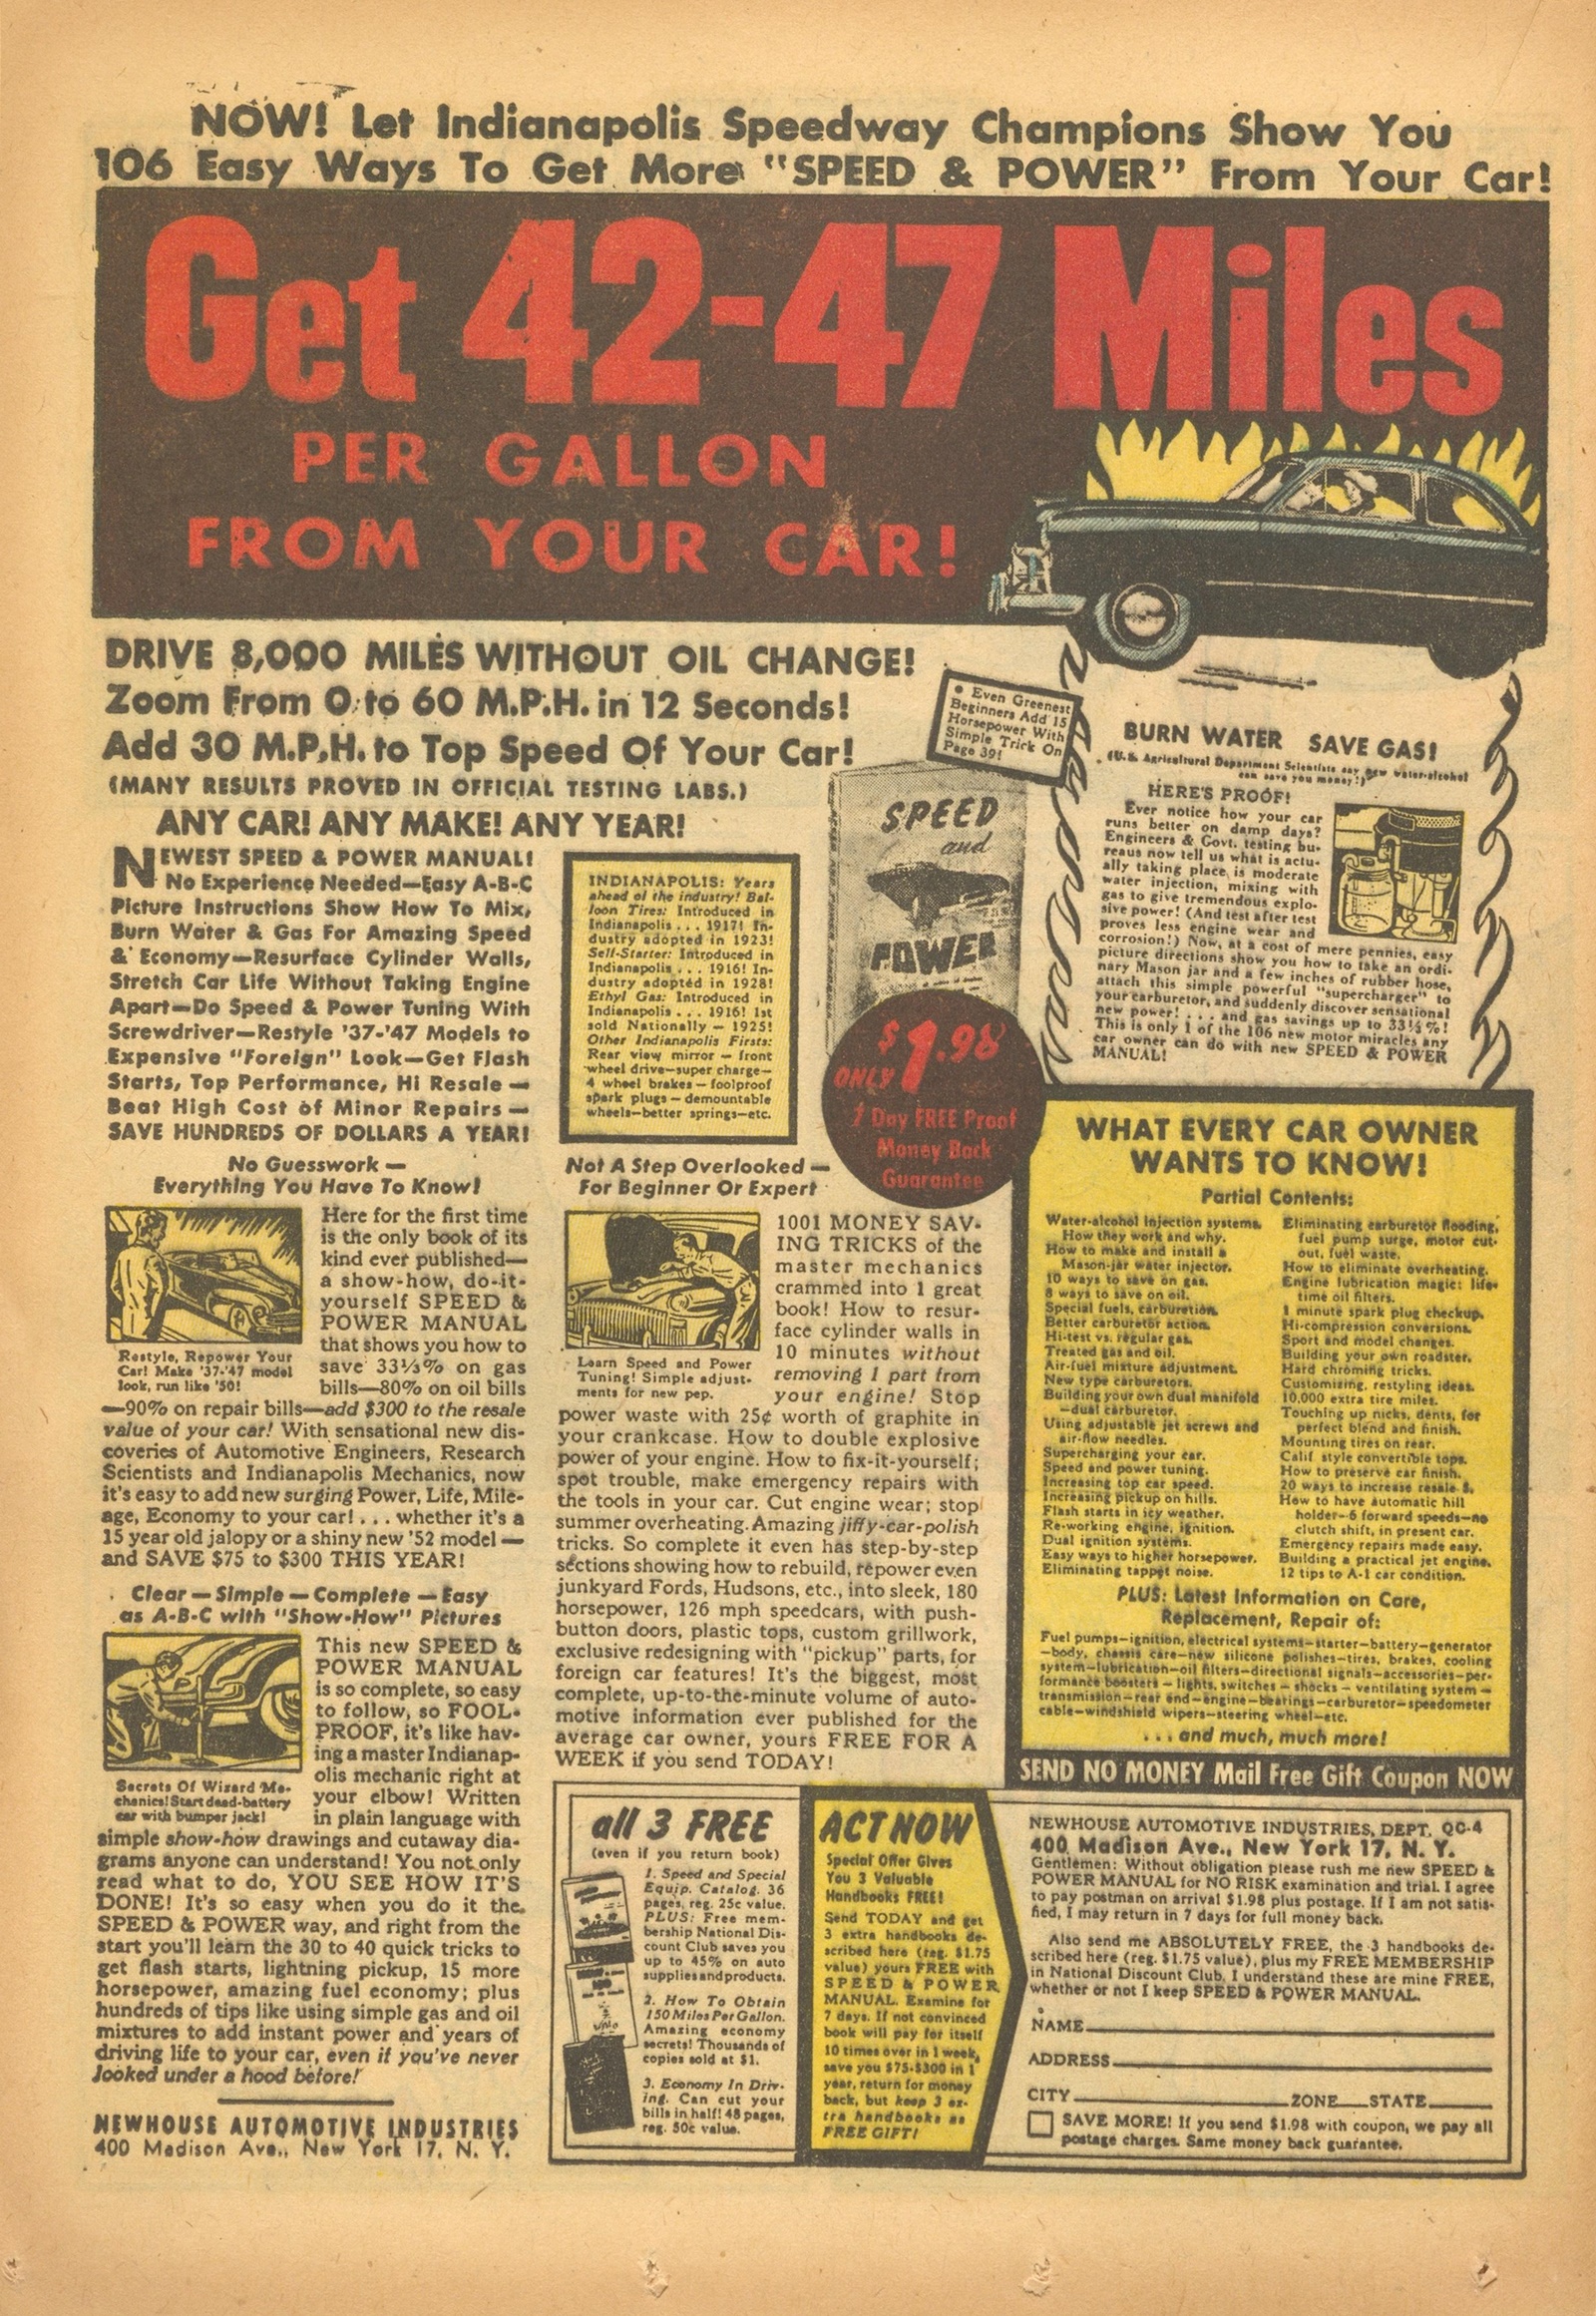 NOW! Let Indianapolis Speedway Champions Show You
106 Easy Ways To Get More "SPEED & POWER" From Your Car!
Get 42-47 Miles
PER GALLON
FROM YOUR CAR!
DRIVE 8,000 MILES WITHOUT OIL CHANGE!
Zoom From 0 to 60 M.P.H. in 12 Seconds!
Add 30 M.P.H. to Top Speed Of Your Car!
(MANY RESULTS PROVED IN OFFICIAL TESTING LABS.)
ANY CAR! ANY MAKE! ANY YEAR!
NEWEST SPEED & POWER MANUAL!
No Experience Needed—Easy A-B-C
Picture Instructions Show How To Mix,
Burn Water & Gas For Amazing Speed
& Economy—Resurface Cylinder Walls,
Stretch Car Life Without Taking Engine
Apart—Do Speed & Power Tuning With
Screwdriver—Restyle '37-'47 Models to
Expensive "Foreign" Look—Get Flash
Starts, Top Performance, Hi Resale —
Beat High Cost of Minor Repairs —
SAVE HUNDREDS OF DOLLARS A YEAR!
No Guesswork —
Everything You Have To Know!
Restyle, Repower Your
Car! Make '37-'47 model
look, run like '50!
Here for the first time
is the only book of its
kind ever published—
a show-how, do-it-
yourself SPEED &
POWER MANUAL
that shows you how to
save 33⅓% on gas
bills—80% on oil bills
—90% on repair bills—add $300 to the resale
value of your car! With sensational new dis-
coveries of Automotive Engineers, Research
Scientists and Indianapolis Mechanics, now
it's easy to add new surging Power, Life, Mile-
age, Economy to your car! . . . whether it's a
15 year old jalopy or a shiny new '52 model —
and SAVE $75 to $300 THIS YEAR!
Clear — Simple — Complete — Easy
as A-B-C with "Show-How" Pictures
Secrets Of Wizard Me-
chanics! Start dead-battery
car with bumper jack!
This new SPEED &
POWER MANUAL
is so complete, so easy
to follow, so FOOL-
PROOF, it's like hav-
ing a master Indianap-
olis mechanic right at
your elbow! Written
in plain language with
simple show-how drawings and cutaway dia-
grams anyone can understand! You not only
read what to do, YOU SEE HOW IT'S
DONE! It's so easy when you do it the
SPEED & POWER way, and right from the
start you'll learn the 30 to 40 quick tricks to
get flash starts, lightning pickup, 15 more
horsepower, amazing fuel economy; plus
hundreds of tips like using simple gas and oil
mixtures to add instant power and years of
driving life to your car, even if you've never
looked under a hood before!
NEWHOUSE AUTOMOTIVE INDUSTRIES
400 Madison Ave., New York 17, N. Y.
INDIANAPOLIS: Years
ahead of the industry! Bal-
loon Tires: Introduced in
Indianapolis . . . 1917! In-
dustry adopted in 1923!
Self-Starter: Introduced in
Indianapolis . . . 1916! In-
dustry adopted in 1928!
Ethyl Gas: Introduced in
Indianapolis . . . 1916! 1st
sold Nationally — 1925!
Other Indianapolis Firsts:
Rear view mirror — front
wheel drive—super charge—
4 wheel brakes — foolproof
spark plugs — demountable
wheels—better springs—etc.
Not A Step Overlooked —
For Beginner Or Expert
Learn Speed and Power
Tuning! Simple adjust-
ments for new pep.
1001 MONEY SAV-
ING TRICKS of the
master mechanics
crammed into 1 great
book! How to resur-
face cylinder walls in
10 minutes without
removing 1 part from
your engine! Stop
power waste with 25¢ worth of graphite in
your crankcase. How to double explosive
power of your engine. How to fix-it-yourself;
spot trouble, make emergency repairs with
the tools in your car. Cut engine wear; stop
summer overheating. Amazing jiffy-car-polish
tricks. So complete it even has step-by-step
sections showing how to rebuild, repower even
junkyard Fords, Hudsons, etc., into sleek, 180
horsepower, 126 mph speedcars, with push-
button doors, plastic tops, custom grillwork,
exclusive redesigning with "pickup" parts, for
foreign car features! It's the biggest, most
complete, up-to-the-minute volume of auto-
motive information ever published for the
average car owner, yours FREE FOR A
WEEK if you send TODAY!
• Even Greenest
Beginners Add 15
Horsepower With
Simple Trick On
Page 39!
SPEED
and
POWER
$1.98
ONLY
7 Day FREE Proof
Money Back
Guarantee
BURN WATER SAVE GAS!
(U.S. Agricultural Department Scientists say new water-alcohol
can save you money!)
HERE'S PROOF!
Ever notice how your car
runs better on damp days?
Engineers & Govt. testing bu-
reaus now tell us what is actu-
ally taking place is moderate
water injection, mixing with
gas to give tremendous explo-
sive power! (And test after test
proves less engine wear and
corrosion!) Now, at a cost of mere pennies, easy
picture directions show you how to take an ordi-
nary Mason jar and a few inches of rubber hose,
attach this simple powerful "supercharger" to
your carburetor, and suddenly discover sensational
new power! . . . and gas savings up to 33⅓%!
This is only 1 of the 106 new motor miracles any
car owner can do with new SPEED & POWER
MANUAL!
WHAT EVERY CAR OWNER
WANTS TO KNOW!
Partial Contents:
Water-alcohol injection systems.
How they work and why.
How to make and install a
Mason-jar water injector.
10 ways to save on gas.
8 ways to save on oil.
Special fuels, carburetion.
Better carburetor action.
Hi-test vs. regular gas.
Treated gas and oil.
Air-fuel mixture adjustment.
New type carburetors.
Building your own dual manifold
—dual carburetor.
Using adjustable jet screws and
air-flow needles.
Supercharging your car.
Speed and power tuning.
Increasing top car speed.
Increasing pickup on hills.
Flash starts in icy weather.
Re-working engine, ignition.
Dual ignition systems.
Easy ways to higher horsepower.
Eliminating tappet noise.
Eliminating carburetor flooding,
fuel pump surge, motor cut-
out, fuel waste.
How to eliminate overheating.
Engine lubrication magic: life-
time oil filters.
1 minute spark plug checkup.
Hi-compression conversions.
Sport and model changes.
Building your own roadster.
Hard chroming tricks.
Customizing, restyling ideas.
10,000 extra tire miles.
Touching up nicks, dents, for
perfect blend and finish.
Mounting tires on rear.
Calif style convertible tops.
How to preserve car finish.
20 ways to increase resale $.
How to have automatic hill
holder—6 forward speeds—no
clutch shift, in present car.
Emergency repairs made easy.
Building a practical jet engine.
12 tips to A-1 car condition.
PLUS: Latest Information on Care,
Replacement, Repair of:
Fuel pumps—ignition, electrical systems—starter—battery—generator
—body, chassis care—new silicone polishes—tires, brakes, cooling
system—lubrication—oil filters—directional signals—accessories—per-
formance boosters — lights, switches — shocks — ventilating system —
transmission—rear end—engine—bearings—carburetor—speedometer
cable—windshield wipers—steering wheel—etc.
. . . and much, much more!
SEND NO MONEY Mail Free Gift Coupon NOW
all 3 FREE
(even if you return book)
1. Speed and Special
Equip. Catalog. 36
pages, reg. 25c value.
PLUS: Free mem-
bership National Dis-
count Club saves you
up to 45% on auto
supplies and products.
2. How To Obtain
150 Miles Per Gallon.
Amazing economy
secrets! Thousands of
copies sold at $1.
3. Economy In Driv-
ing. Can cut your
bills in half! 48 pages,
reg. 50c value.
ACT NOW
Special Offer Gives
You 3 Valuable
Handbooks FREE!
Send TODAY and get
3 extra handbooks de-
scribed here (reg. $1.75
value) yours FREE with
SPEED & POWER
MANUAL. Examine for
7 days. If not convinced
book will pay for itself
10 times over in 1 week,
save you $75-$300 in 1
year, return for money
back, but keep 3 ex-
tra handbooks as
FREE GIFT!
NEWHOUSE AUTOMOTIVE INDUSTRIES, DEPT. QC-4
400 Madison Ave., New York 17, N. Y.
Gentlemen: Without obligation please rush me new SPEED &
POWER MANUAL for NO RISK examination and trial. I agree
to pay postman on arrival $1.98 plus postage. If I am not satis-
fied, I may return in 7 days for full money back.
Also send me ABSOLUTELY FREE, the 3 handbooks de-
scribed here (reg. $1.75 value), plus my FREE MEMBERSHIP
in National Discount Club. I understand these are mine FREE,
whether or not I keep SPEED & POWER MANUAL.
NAME
ADDRESS
CITY ZONE STATE
SAVE MORE! If you send $1.98 with coupon, we pay all
postage charges. Same money back guarantee.